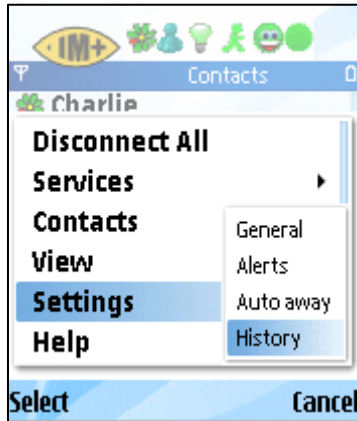 IM+
Contacts
Charlie
Disconnect All
Services
Contacts
View
Settings
Help
General
Alerts
Auto away
History
Select
Cancel